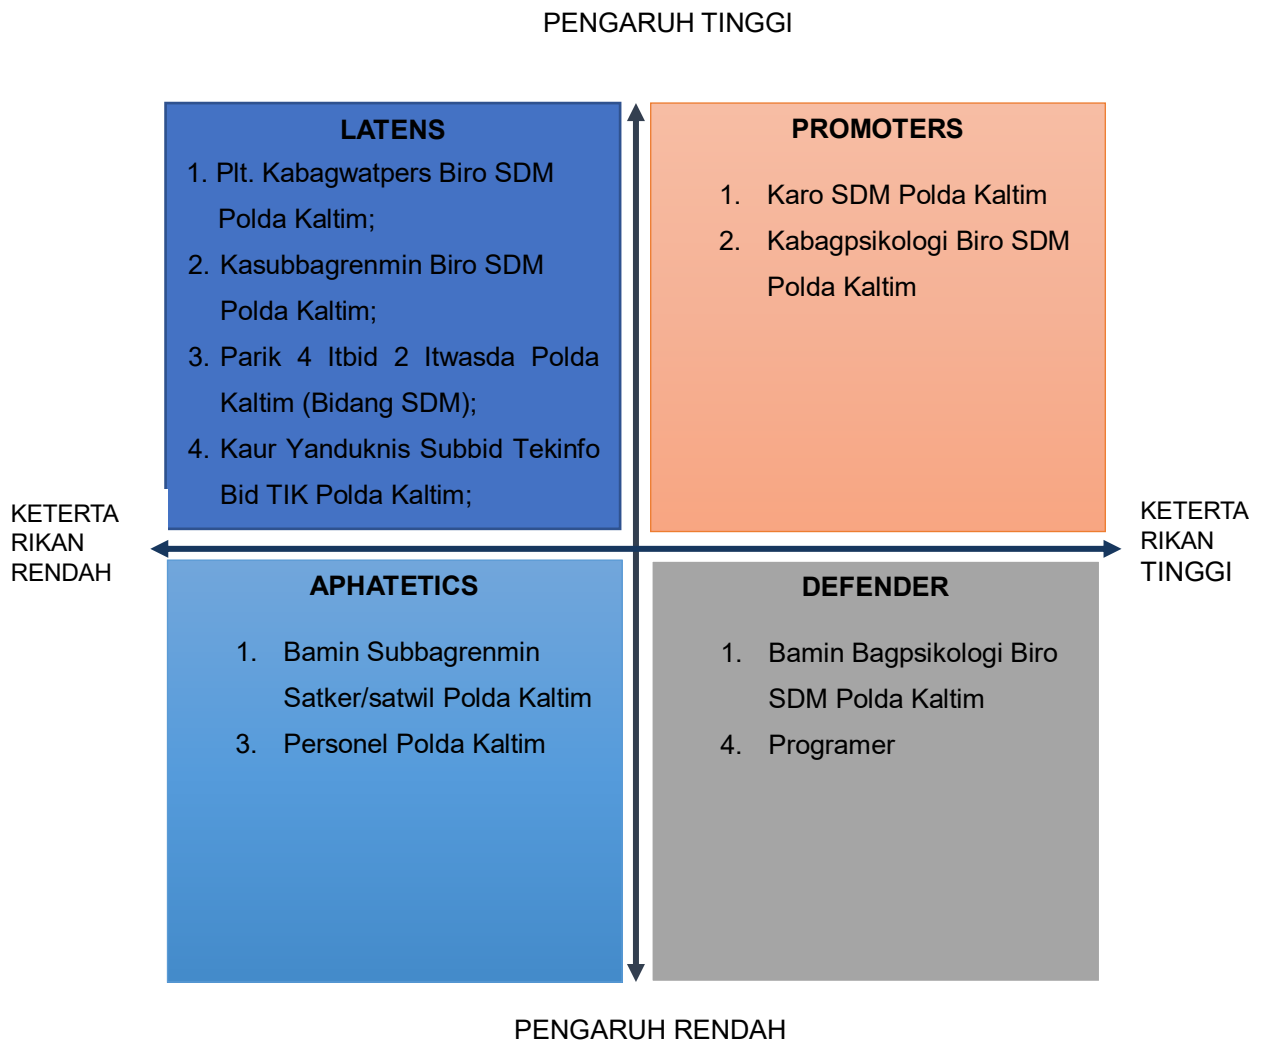 PENGARUH TINGGI
LATENS
1. Plt. Kabagwatpers Biro SDM
Polda Kaltim;
2. Kasubbagrenmin Biro SDM
Polda Kaltim;
3. Parik 4 Itbid 2 Itwasda Polda
Kaltim (Bidang SDM);
4. Kaur Yanduknis Subbid Tekinfo
Bid TIK Polda Kaltim;
PROMOTERS
1. Karo SDM Polda Kaltim
2. Kabagpsikologi Biro SDM
Polda Kaltim
KETERTA
RIKAN
RENDAH
KETERTA
RIKAN
TINGGI
APHATETICS
1. Bamin Subbagrenmin
Satker/satwil Polda Kaltim
3. Personel Polda Kaltim
DEFENDER
1. Bamin Bagpsikologi Biro
SDM Polda Kaltim
4. Programer
PENGARUH RENDAH